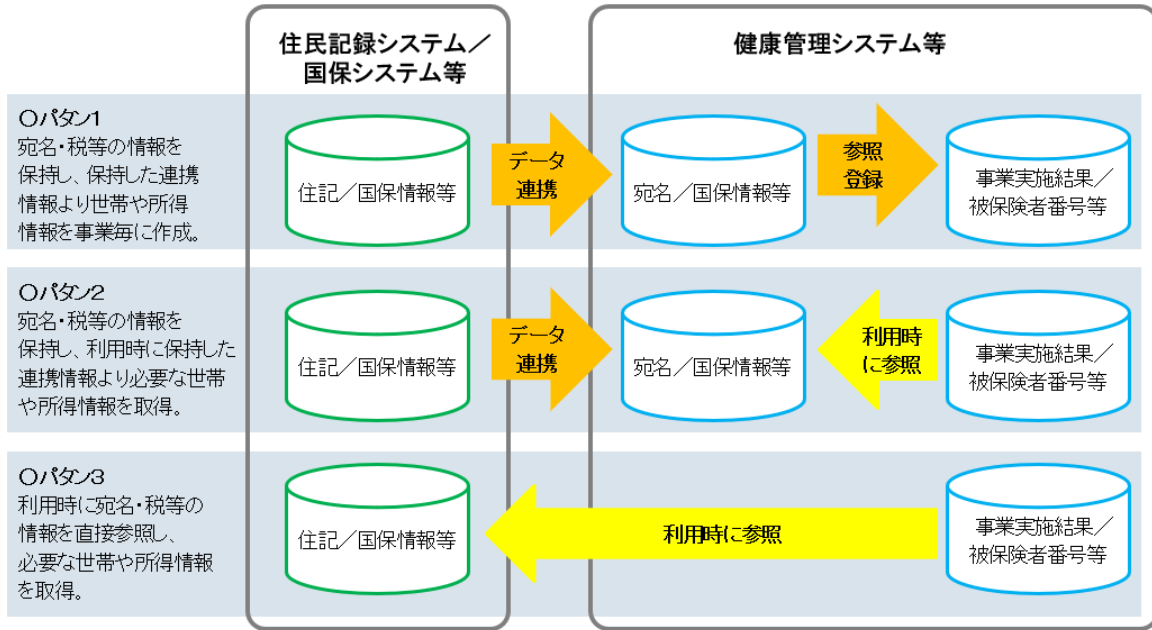 住民記録システム／
国保システム等
健康管理システム等
〇パタン1
宛名・税等の情報を
保持し、保持した連携
情報より世帯や所得
情報を事業毎に作成。
住記／国保情報等
データ
連携
宛名／国保情報等
参照
登録
事業実施結果／
被保険者番号等
〇パタン2
宛名・税等の情報を
保持し、利用時に保持した
連携情報より必要な世帯
や所得情報を取得。
住記／国保情報等
データ
連携
宛名／国保情報等
利用時
に参照
事業実施結果／
被保険者番号等
〇パタン3
利用時に宛名・税等の
情報を直接参照し、
必要な世帯や所得情報
を取得。
住記／国保情報等
利用時に参照
事業実施結果／
被保険者番号等